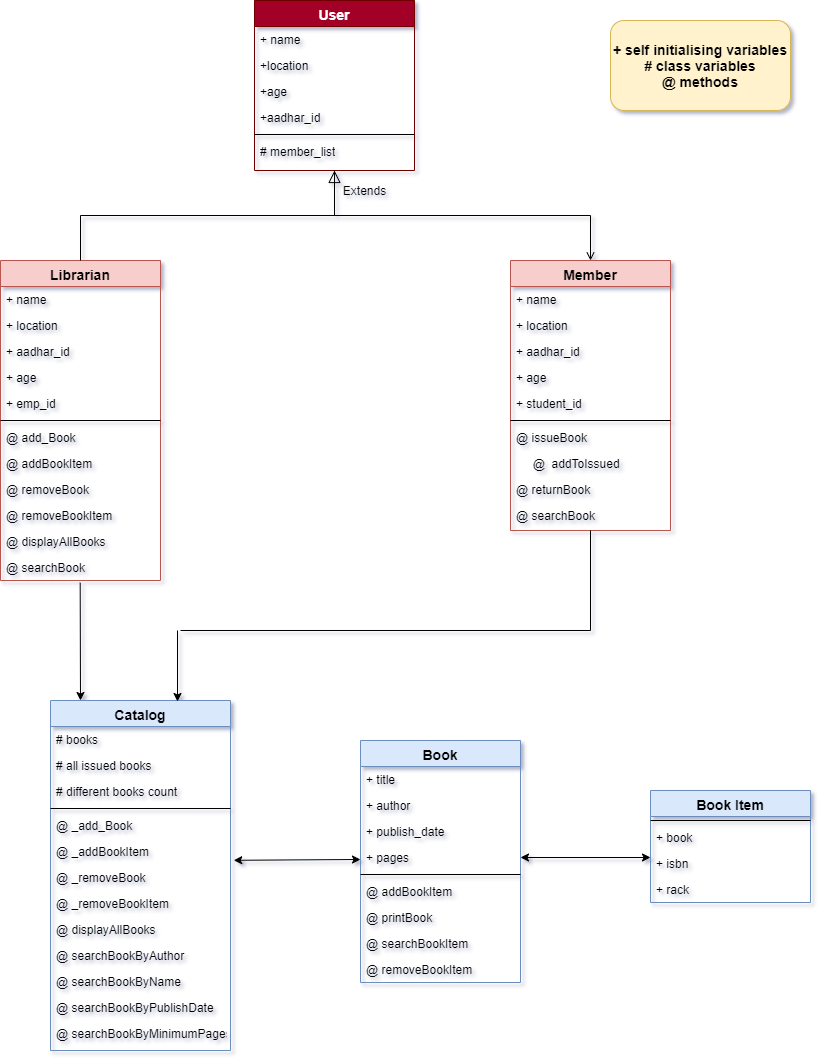 User
+ name
+location
+age
+aadhar_id
# member_list
+ self initialising variables
# class variables
@ methods
Extends
Librarian
+ name
+ location
+ aadhar_id
+ age
+ emp_id
@ add_Book
@ addBookItem
@ removeBook
@ removeBookItem
@ displayAllBooks
@ searchBook
Member
+ name
+ location
+ aadhar_id
+ age
+ student_id
@ issueBook
@ addToIssued
@ returnBook
@ searchBook
Catalog
# books
# all issued books
# different books count
@ _add_Book
@ _addBookItem
@ _removeBook
@ _removeBookItem
@ displayAllBooks
@ searchBookByAuthor
@ searchBookByName
@ searchBookByPublishDate
@ searchBookByMinimumPage
Book
+ title
+ author
+ publish_date
+ pages
@ addBookItem
@ printBook
@ searchBookItem
@ removeBookItem
Book Item
+ book
+ isbn
+ rack